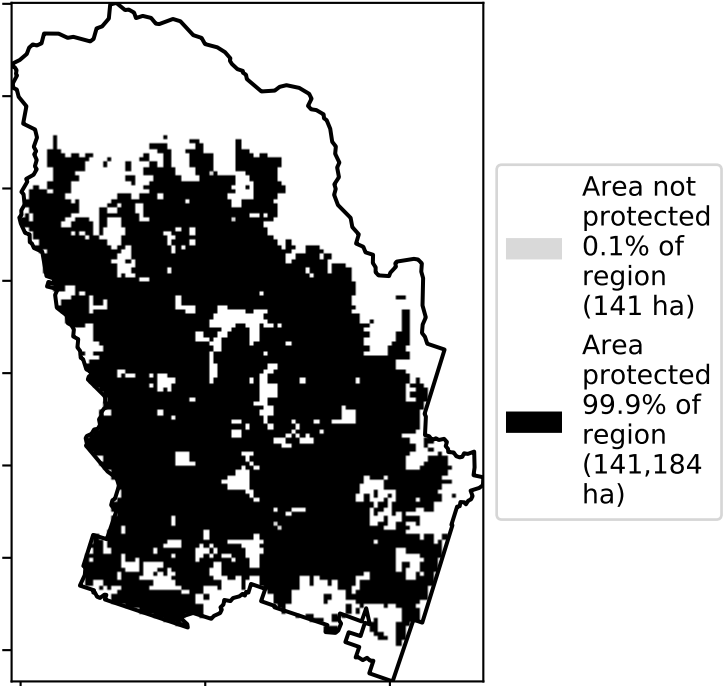 Area not
protected
0.1% of
region
(141 ha)
Area
protected
99.9% of
region
(141,184
ha)